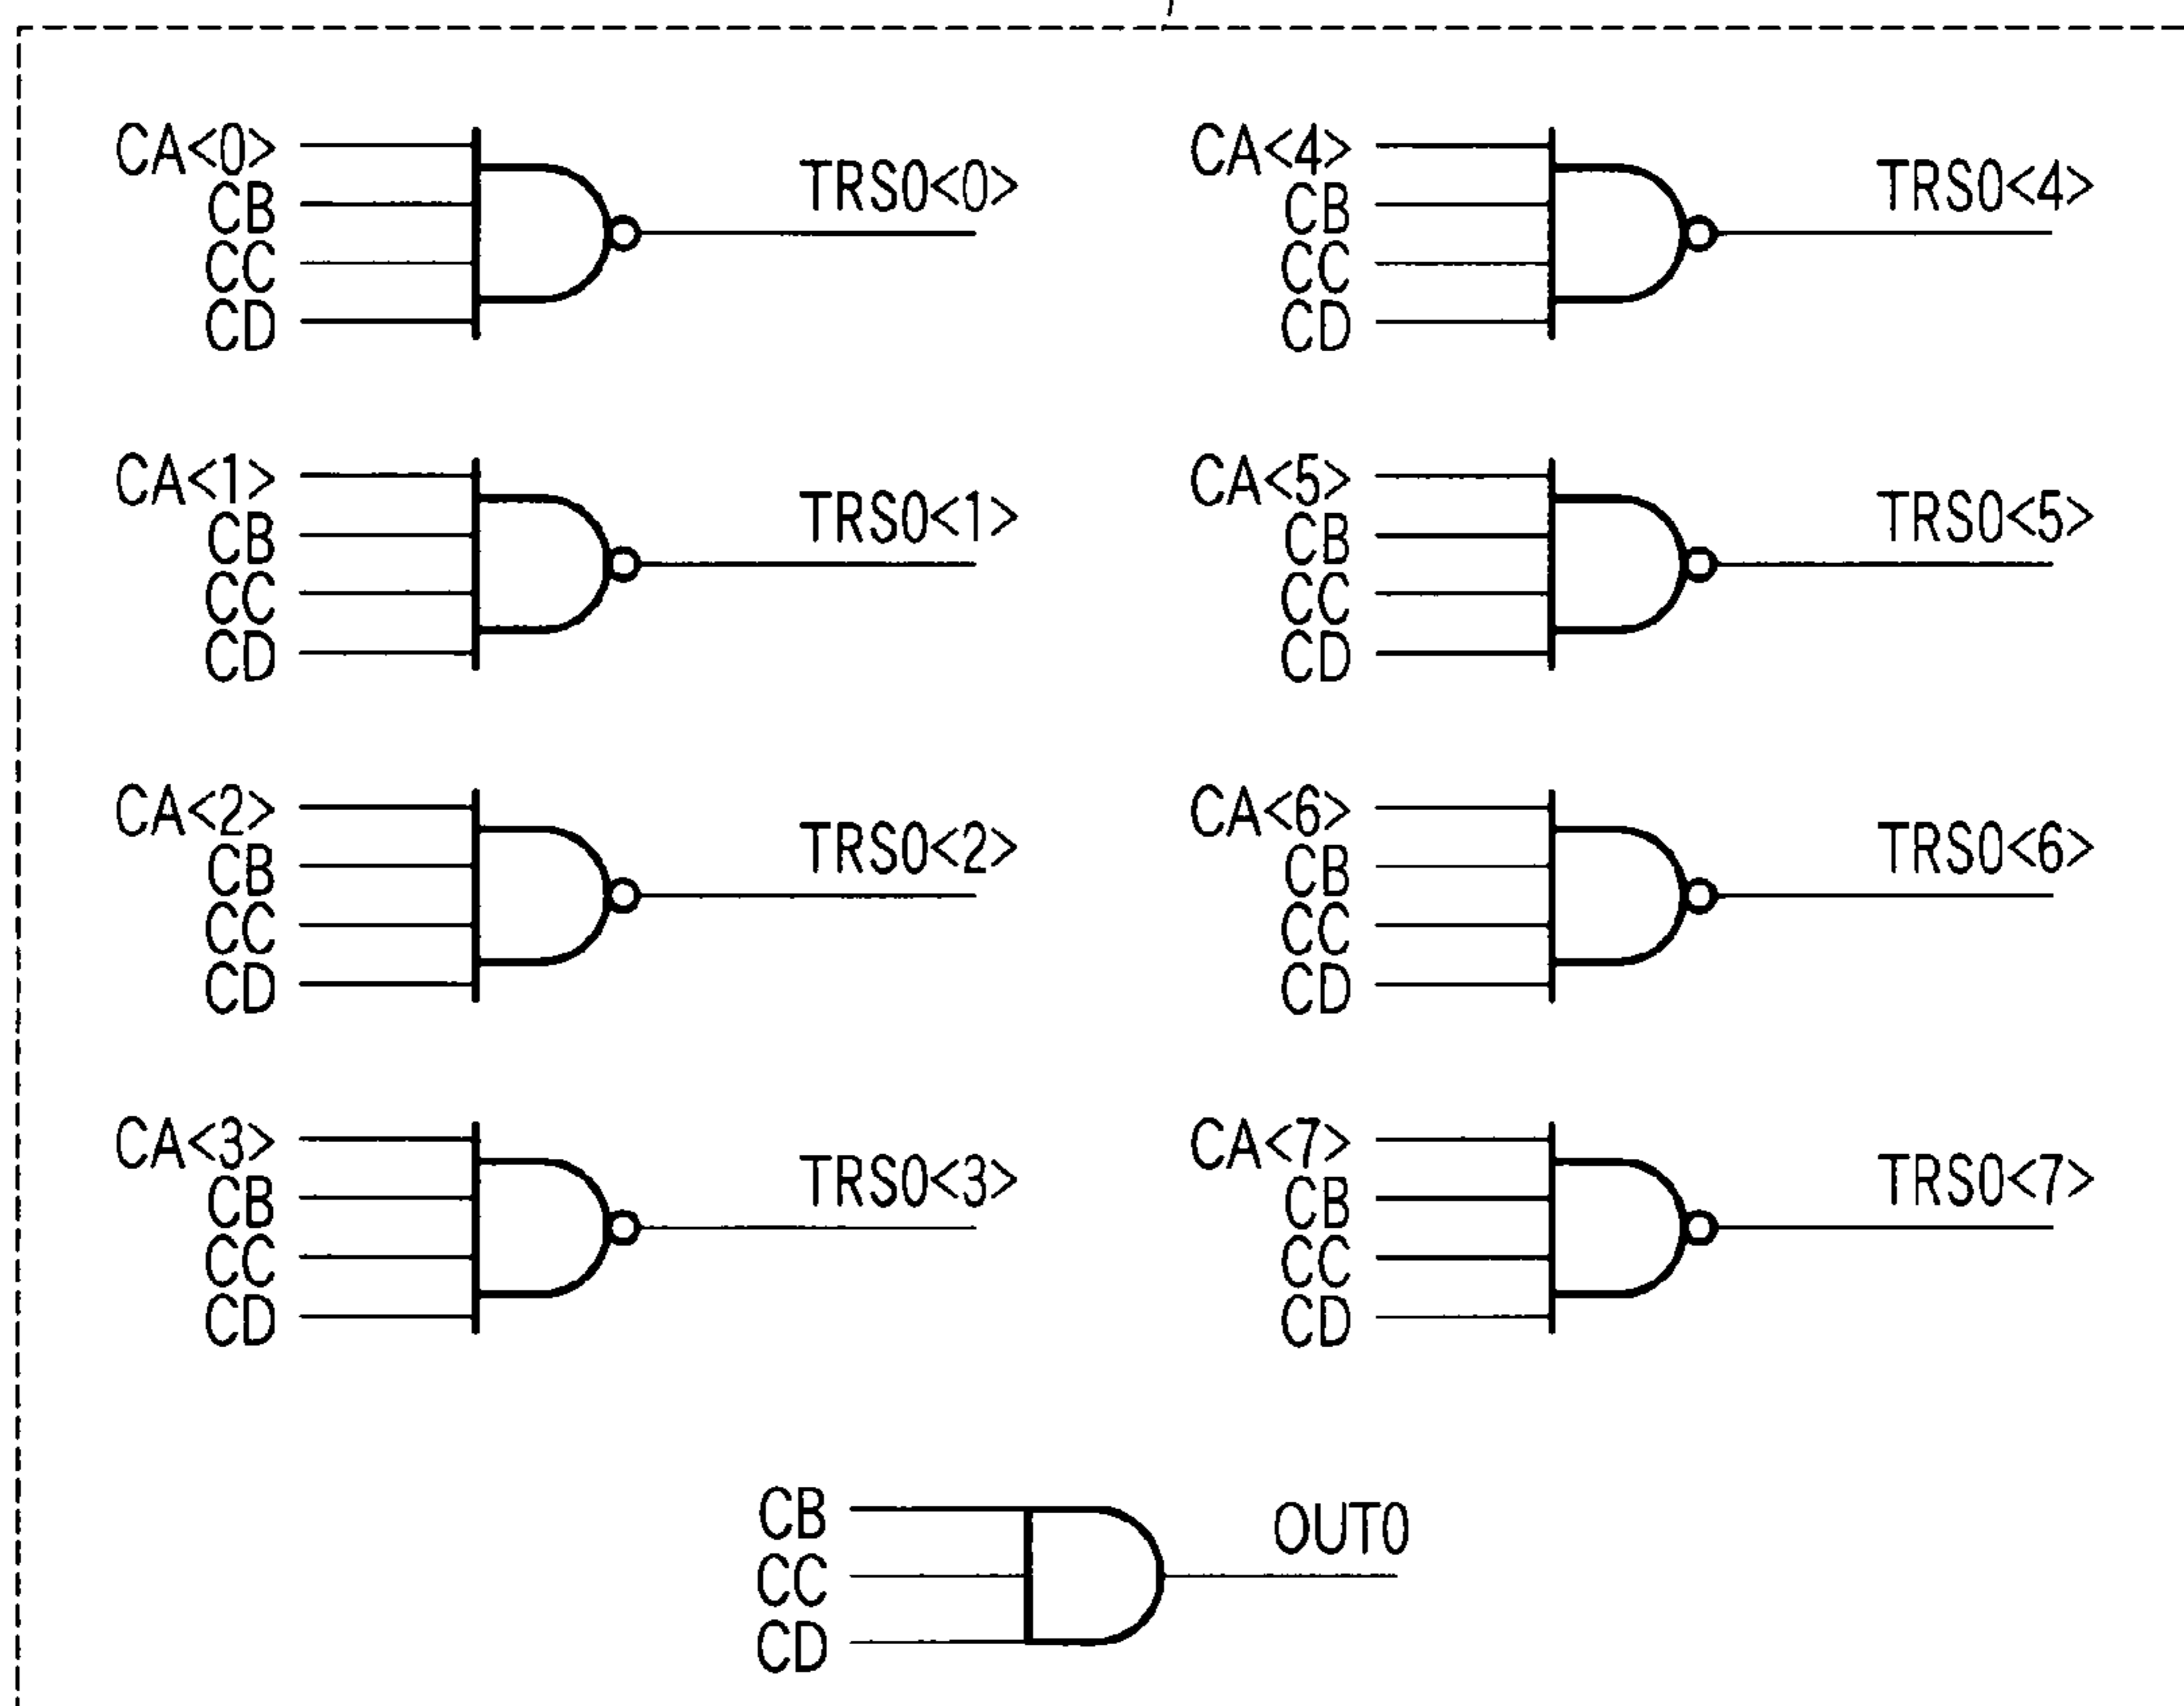 CA<0>
CB
CC
CD
TRS0<0>
CA<4>
CB
CC
CD
TRS0<4>
CA<1>
CB
CC
CD
TRS0<1>
CA<5>
CB
CC
CD
TRS0<5>
CA<2>
CB
CC
CD
TRS0<2>
CA<6>
CB
CC
CD
TRS0<6>
CA<3>
CB
CC
CD
TRS0<3>
CA<7>
CB
CC
CD
TRS0<7>
CB
CC
CD
OUT0